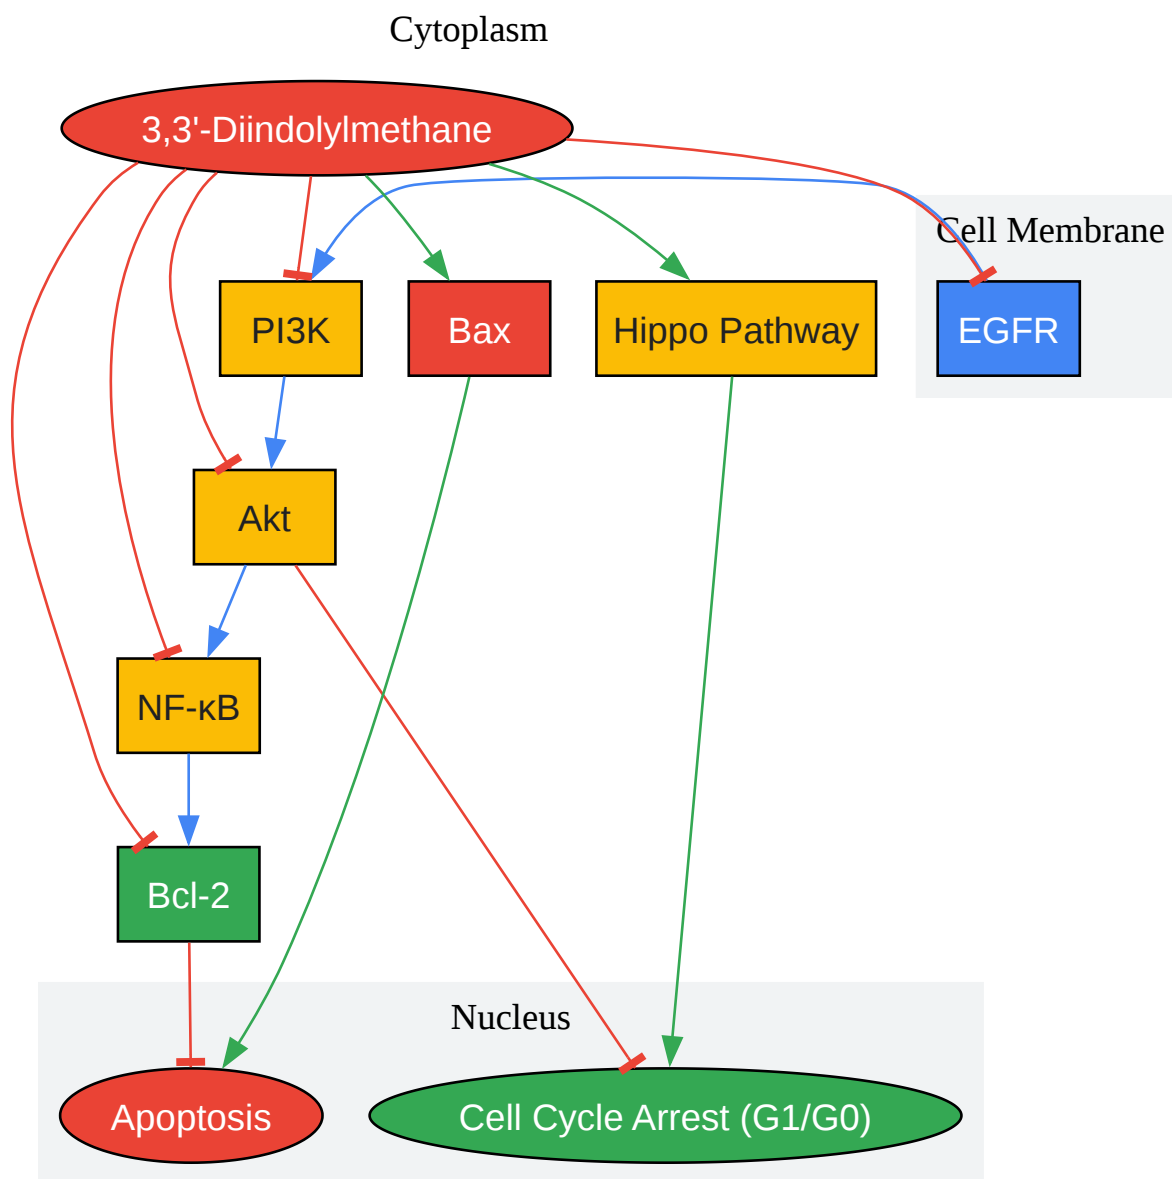 Cytoplasm
3,3'-Diindolylmethane
Cell Membrane
PI3K
Bax
Hippo Pathway
EGFR
Akt
NF-κB
Bcl-2
Nucleus
Apoptosis
Cell Cycle Arrest (G1/G0)